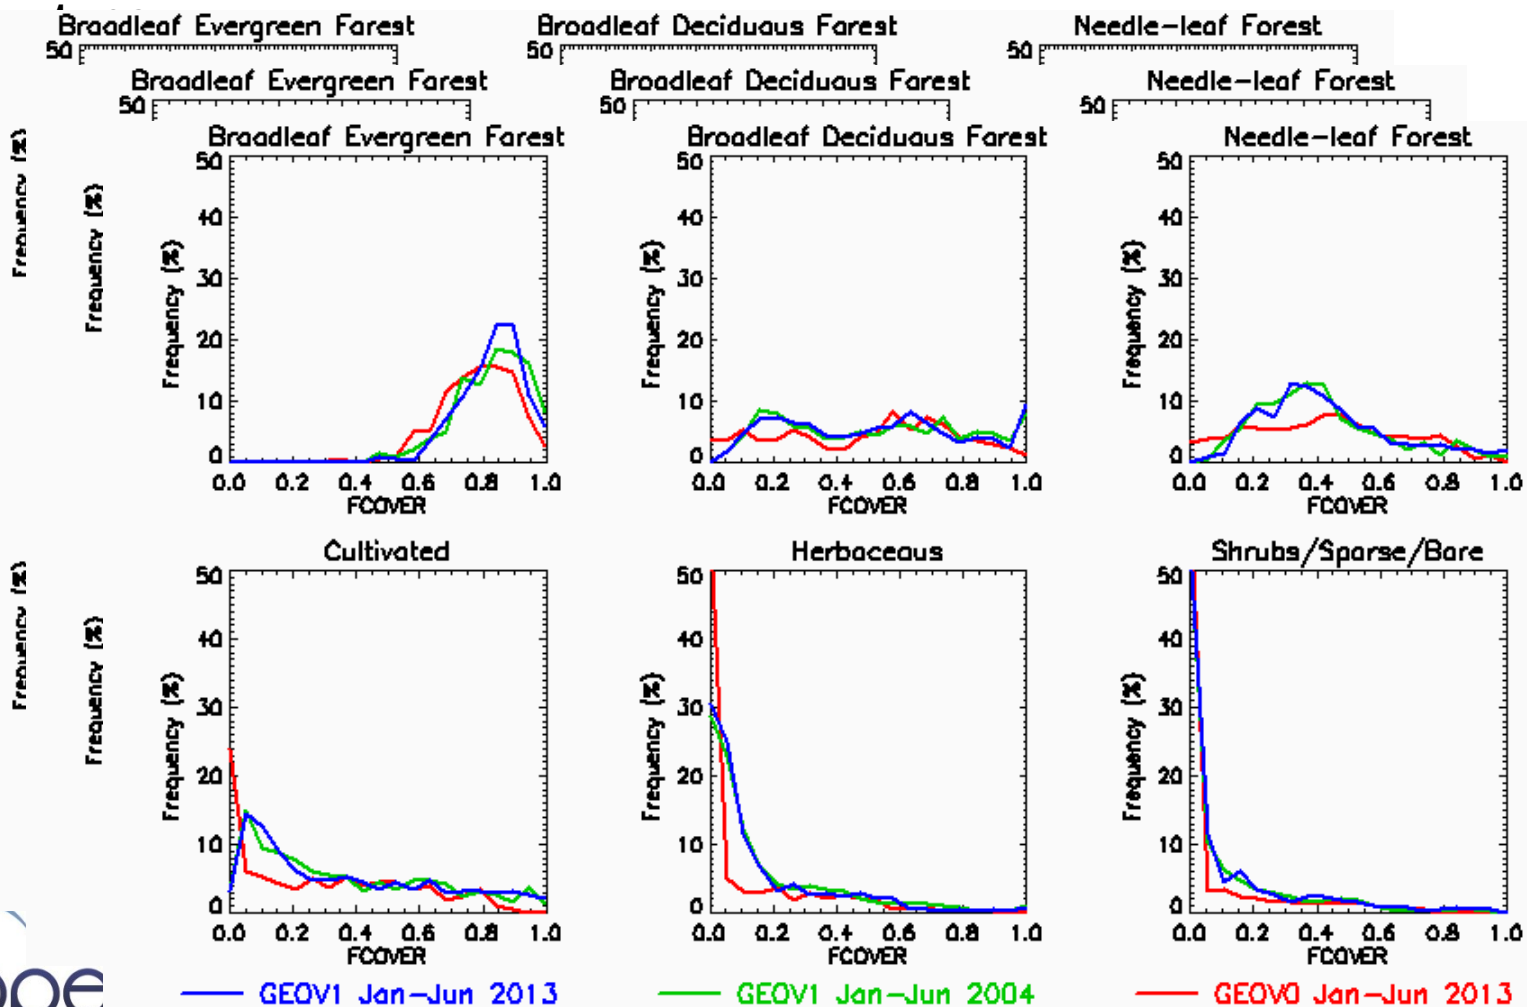 Broadleaf Evergreen Forest Broadleaf Deciduous Forest Needle-leaf Forest
50 50 50
Broadleaf Evergreen Forest Broadleaf Deciduous Forest Needle-leaf Forest
50 50 50
Broadleaf Evergreen Forest Broadleaf Deciduous Forest Needle-leaf Forest
Frequency (%) Frequency (%) Frequency (%) Frequency (%) Frequency (%)
50 50 50
40 40 40
30 30 30
20 20 20
10 10 10
0 0 0
0.0 0.2 0.4 0.6 0.8 1.0 0.0 0.2 0.4 0.6 0.8 1.0 0.0 0.2 0.4 0.6 0.8 1.0
FCOVER FCOVER FCOVER
Cultivated Herbaceous Shrubs/Sparse/Bare
Frequency (%) Frequency (%) Frequency (%) Frequency (%) Frequency (%)
50 50 50
40 40 40
30 30 30
20 20 20
10 10 10
0 0 0
0.0 0.2 0.4 0.6 0.8 1.0 0.0 0.2 0.4 0.6 0.8 1.0 0.0 0.2 0.4 0.6 0.8 1.0
FCOVER FCOVER FCOVER
GEOV1 Jan-Jun 2013 GEOV1 Jan-Jun 2004 GEOV0 Jan-Jun 2013